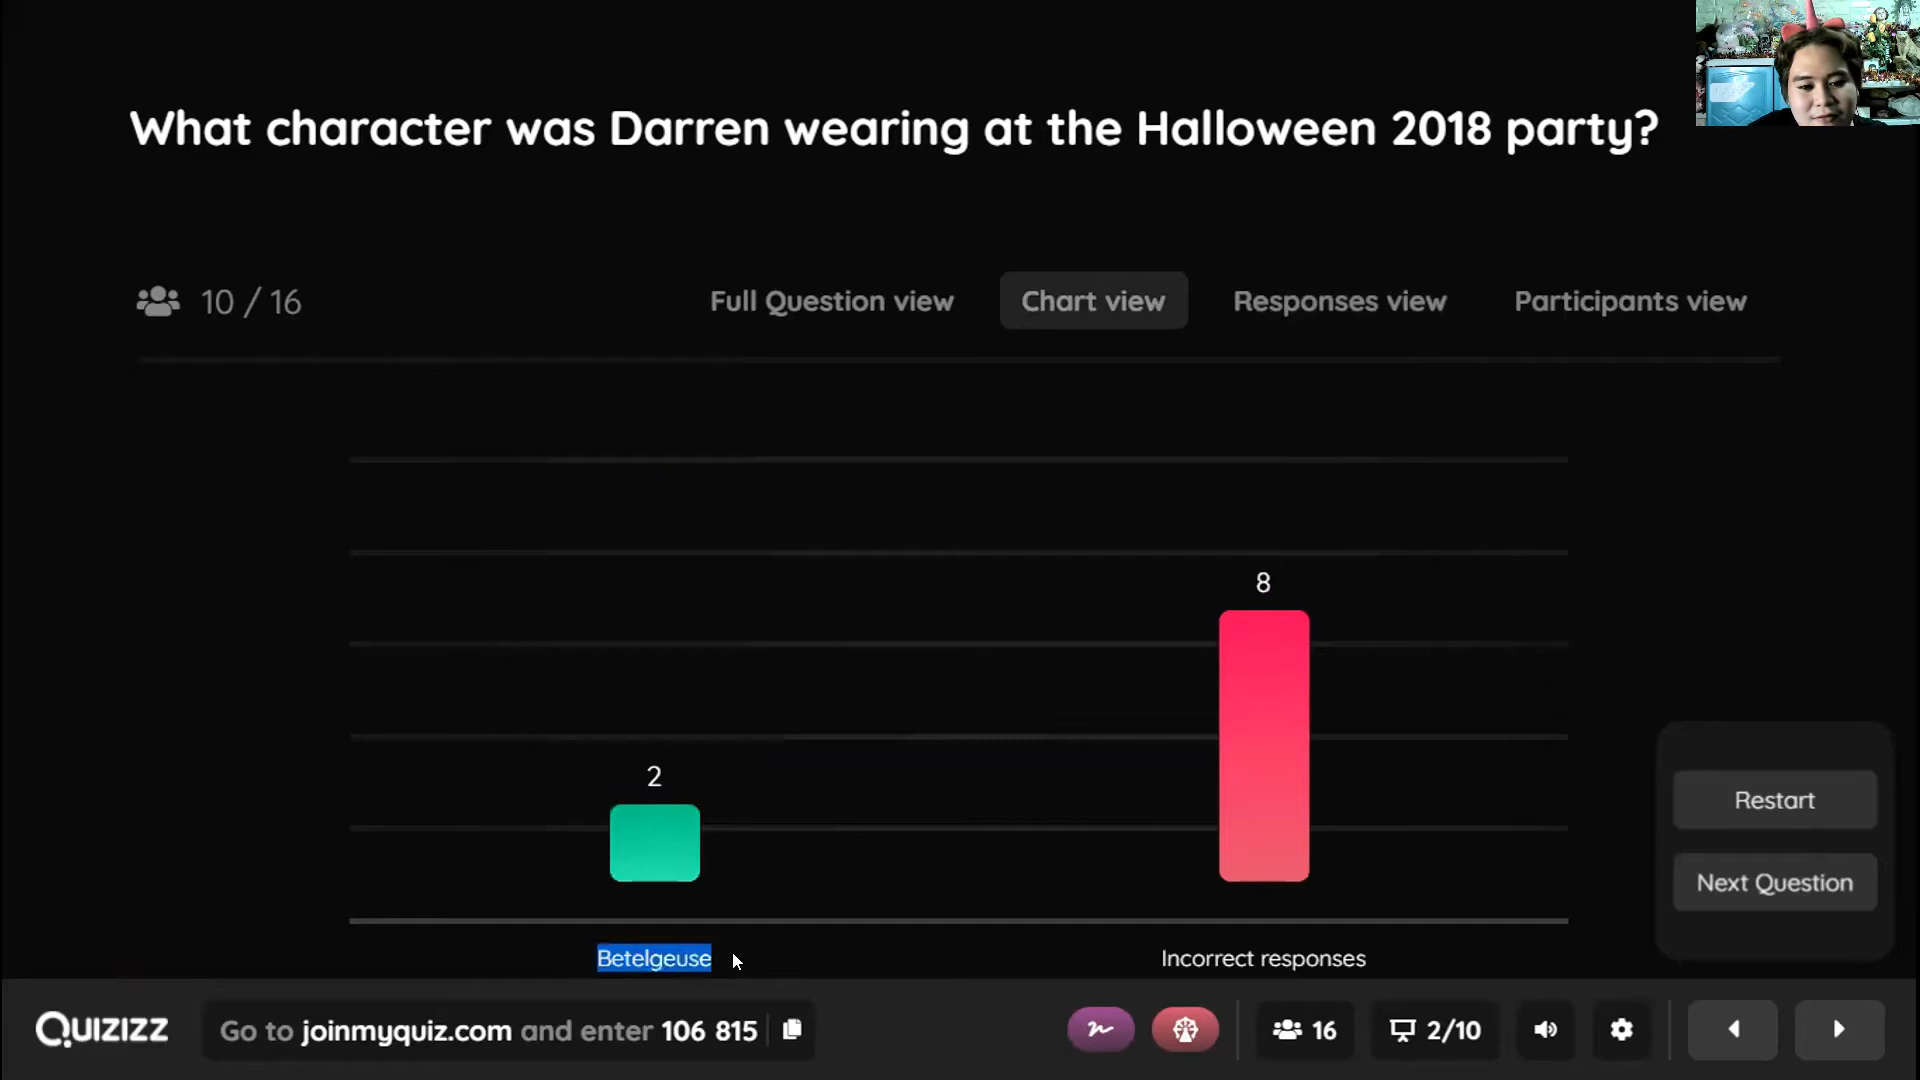 What character was Darren wearing at the Halloween 2018 party?
10 / 16
Full Question view
Chart view
Responses view
Participants view
8
2
Restart
Next Question
Betelgeuse
Incorrect responses
QUIZIZZ
Go to joinmyquiz.com and enter 106 815
16
2/10